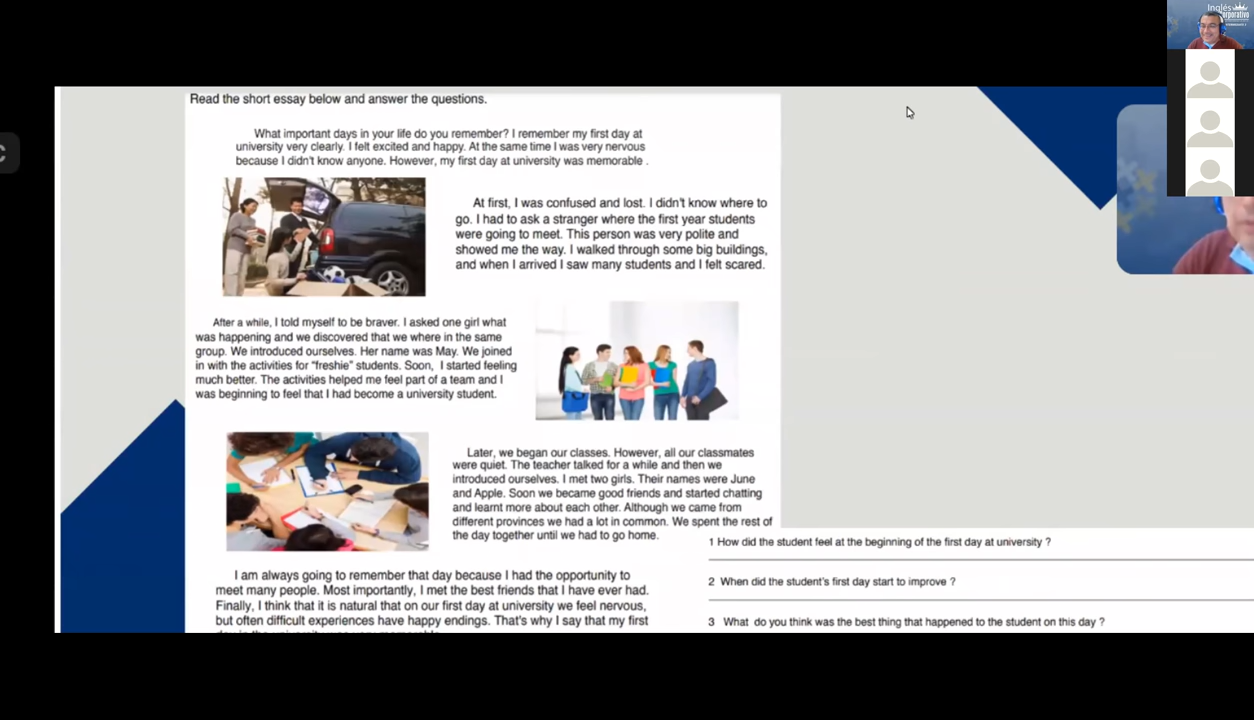 Inglés
Corporativo
Read the short essay below and answer the questions.
What important days in your life do you remember? I remember my first day at
university very clearly. I felt excited and happy. At the same time I was very nervous
because I didn't know anyone. However, my first day at university was memorable .
At first, I was confused and lost. I didn't know where to
go. I had to ask a stranger where the first year students
were going to meet. This person was very polite and
showed me the way. I walked through some big buildings,
and when I arrived I saw many students and I felt scared.
After a while, I told myself to be braver. I asked one girl what
was happening and we discovered that we where in the same
group. We introduced ourselves. Her name was May. We joined
in with the activities for “freshie” students. Soon, I started feeling
much better. The activities helped me feel part of a team and I
was beginning to feel that I had become a university student.
Later, we began our classes. However, all our classmates
were quiet. The teacher talked for a while and then we
introduced ourselves. I met two girls. Their names were June
and Apple. Soon we became good friends and started chatting
and learnt more about each other. Although we came from
different provinces we had a lot in common. We spent the rest of
the day together until we had to go home.
I am always going to remember that day because I had the opportunity to
meet many people. Most importantly, I met the best friends that I have ever had.
Finally, I think that it is natural that on our first day at university we feel nervous,
but often difficult experiences have happy endings. That's why I say that my first
1 How did the student feel at the beginning of the first day at university ?
2 When did the student's first day start to improve ?
3 What do you think was the best thing that happened to the student on this day ?